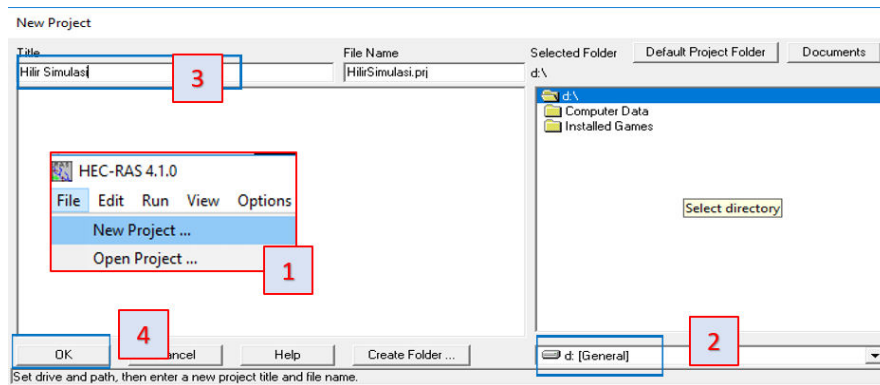 New Project
Title File Name Selected Folder Default Project Folder Documents
Hilir Simulasi HilirSimulasi.prj d:\
3
d:\
Computer Data
Installed Games
HEC-RAS 4.1.0
File Edit Run View Options
New Project ...
Open Project ...
1
Select directory
4
2
OK ncel Help Create Folder ... d: [General]
Set drive and path, then enter a new project title and file name.